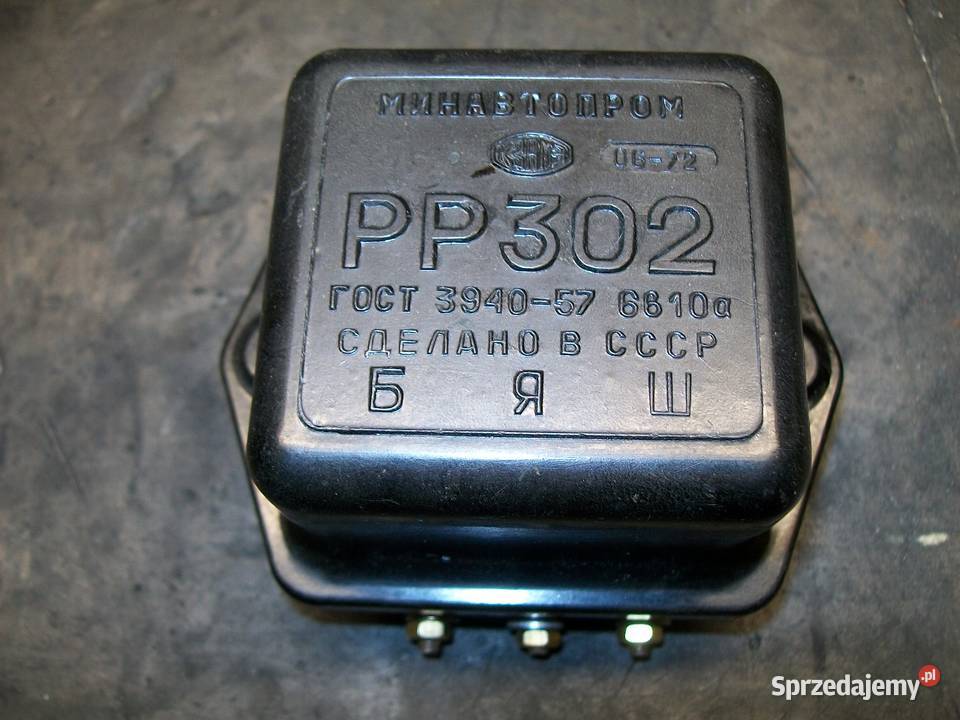 МИНАВТОПРОМ
06-72
РР302
ГОСТ 3940-57 6610а
СДЕЛАНО В СССР
Б Я Ш
Sprzedajemy.pl